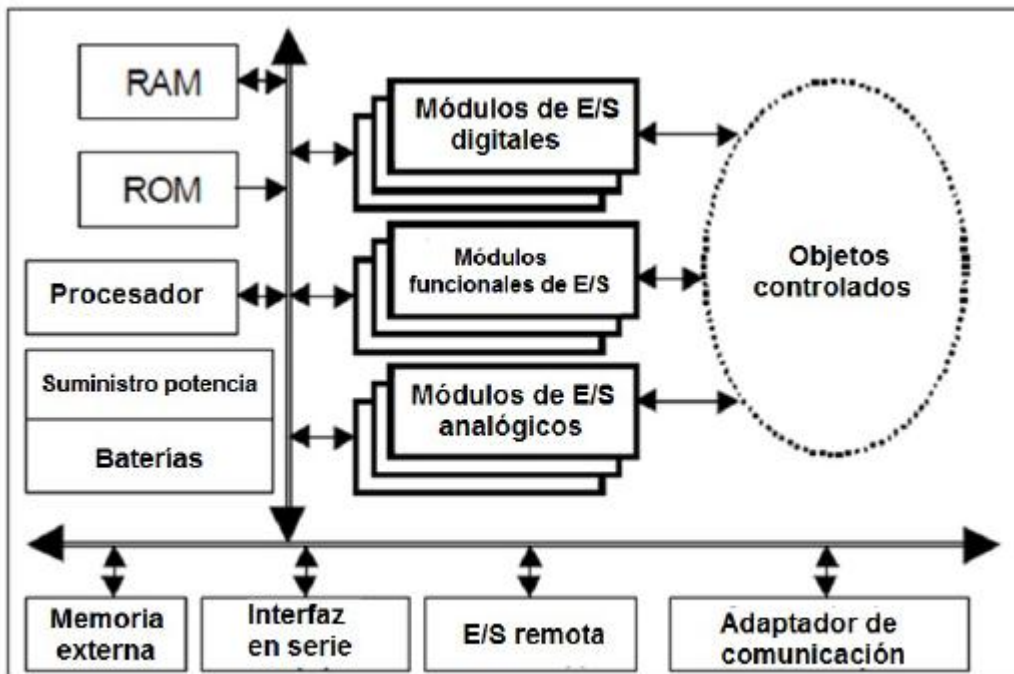 RAM
ROM
Procesador
Suministro potencia
Baterías
Módulos de E/S
digitales
Módulos
funcionales de E/S
Módulos de E/S
analógicos
Objetos
controlados
Memoria
externa
Interfaz
en serie
E/S remota
Adaptador de
comunicación